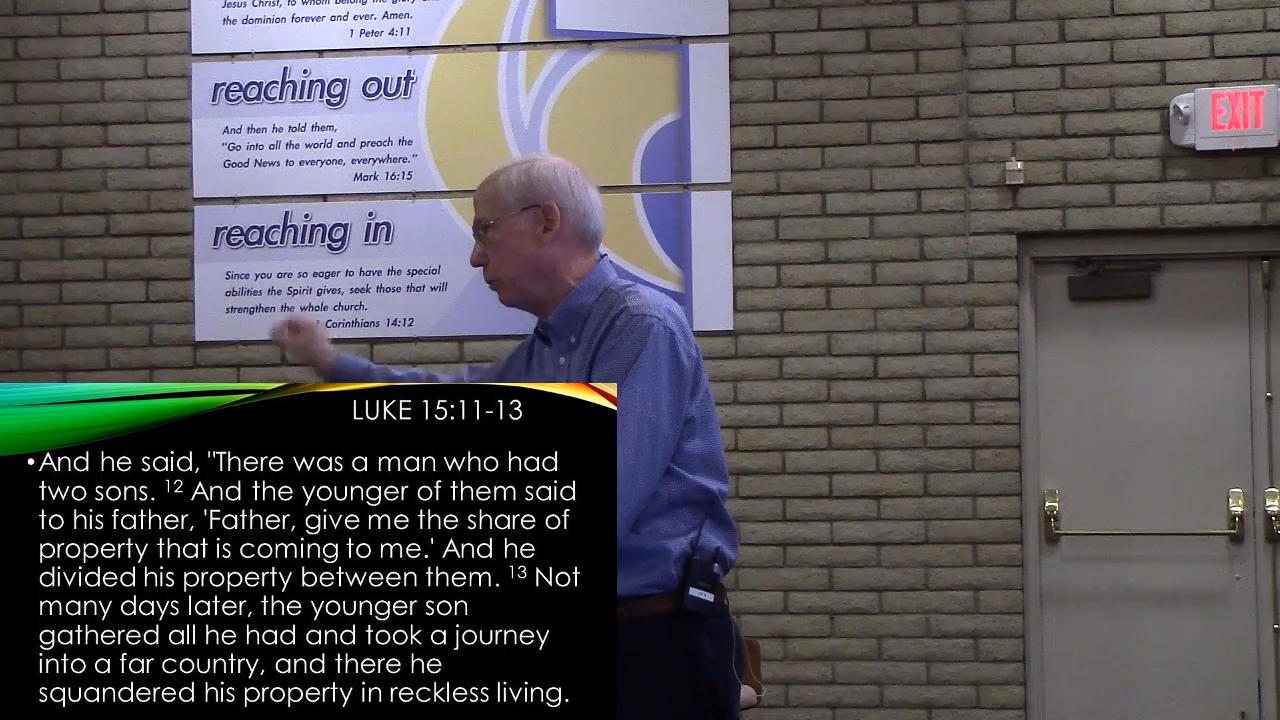 Jesus Christ, to whom belong the glory and
the dominion forever and ever. Amen.
1 Peter 4:11
reaching out
And then he told them,
"Go into all the world and preach the
Good News to everyone, everywhere."
Mark 16:15
reaching in
Since you are so eager to have the special
abilities the Spirit gives, seek those that will
strengthen the whole church.
Corinthians 14:12
EXIT
LUKE 15:11-13
•And he said, "There was a man who had
two sons. 12 And the younger of them said
to his father, 'Father, give me the share of
property that is coming to me.' And he
divided his property between them. 13 Not
many days later, the younger son
gathered all he had and took a journey
into a far country, and there he
squandered his property in reckless living.